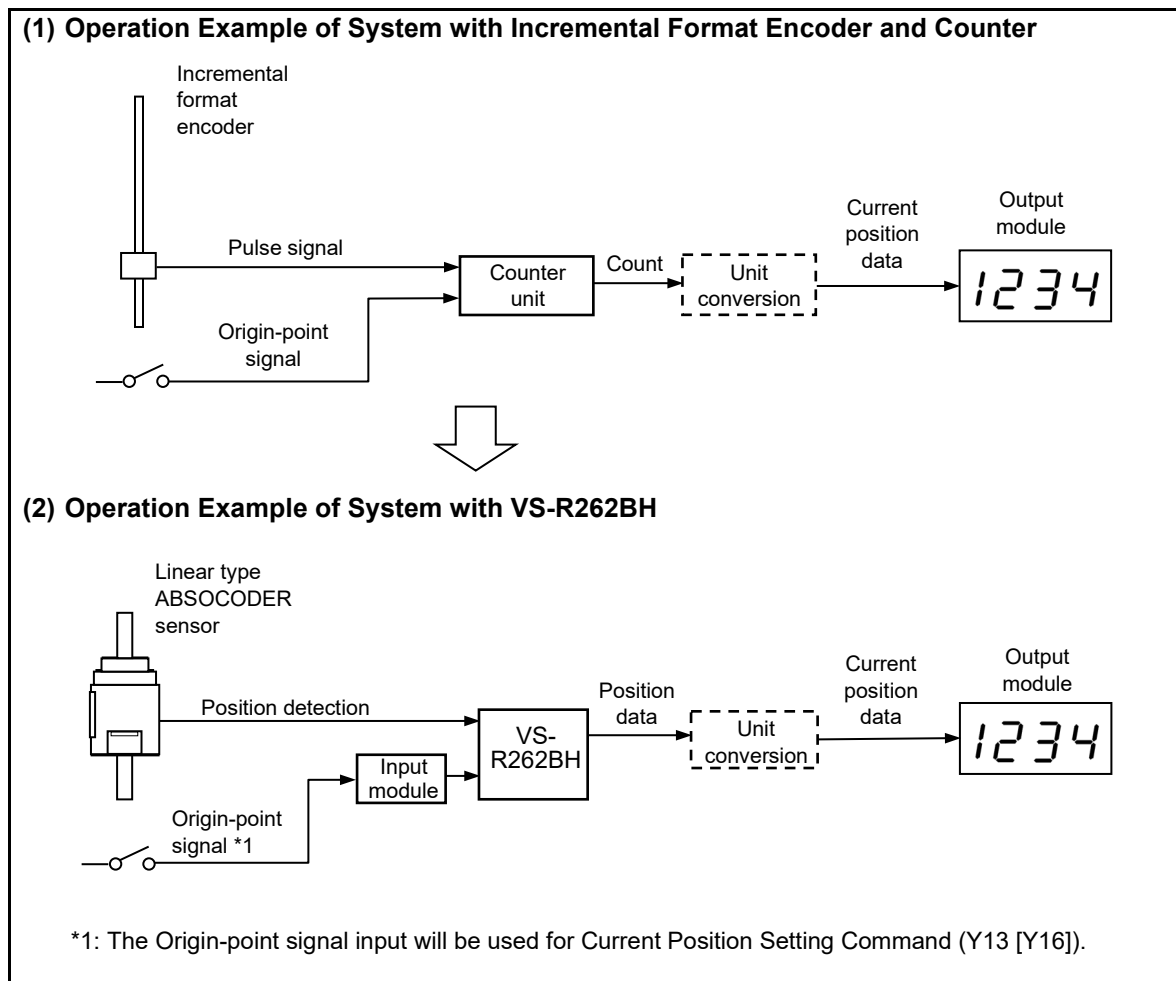 (1) Operation Example of System with Incremental Format Encoder and Counter
Incremental
format
encoder
Pulse signal
Origin-point
signal
Counter
unit
Count
Unit
conversion
Current
position
data
Output
module
1234
(2) Operation Example of System with VS-R262BH
Linear type
ABSOCODER
sensor
Position detection
Origin-point
signal *1
Input
module
VS-
R262BH
Position
data
Unit
conversion
Current
position
data
Output
module
1234
*1: The Origin-point signal input will be used for Current Position Setting Command (Y13 [Y16]).